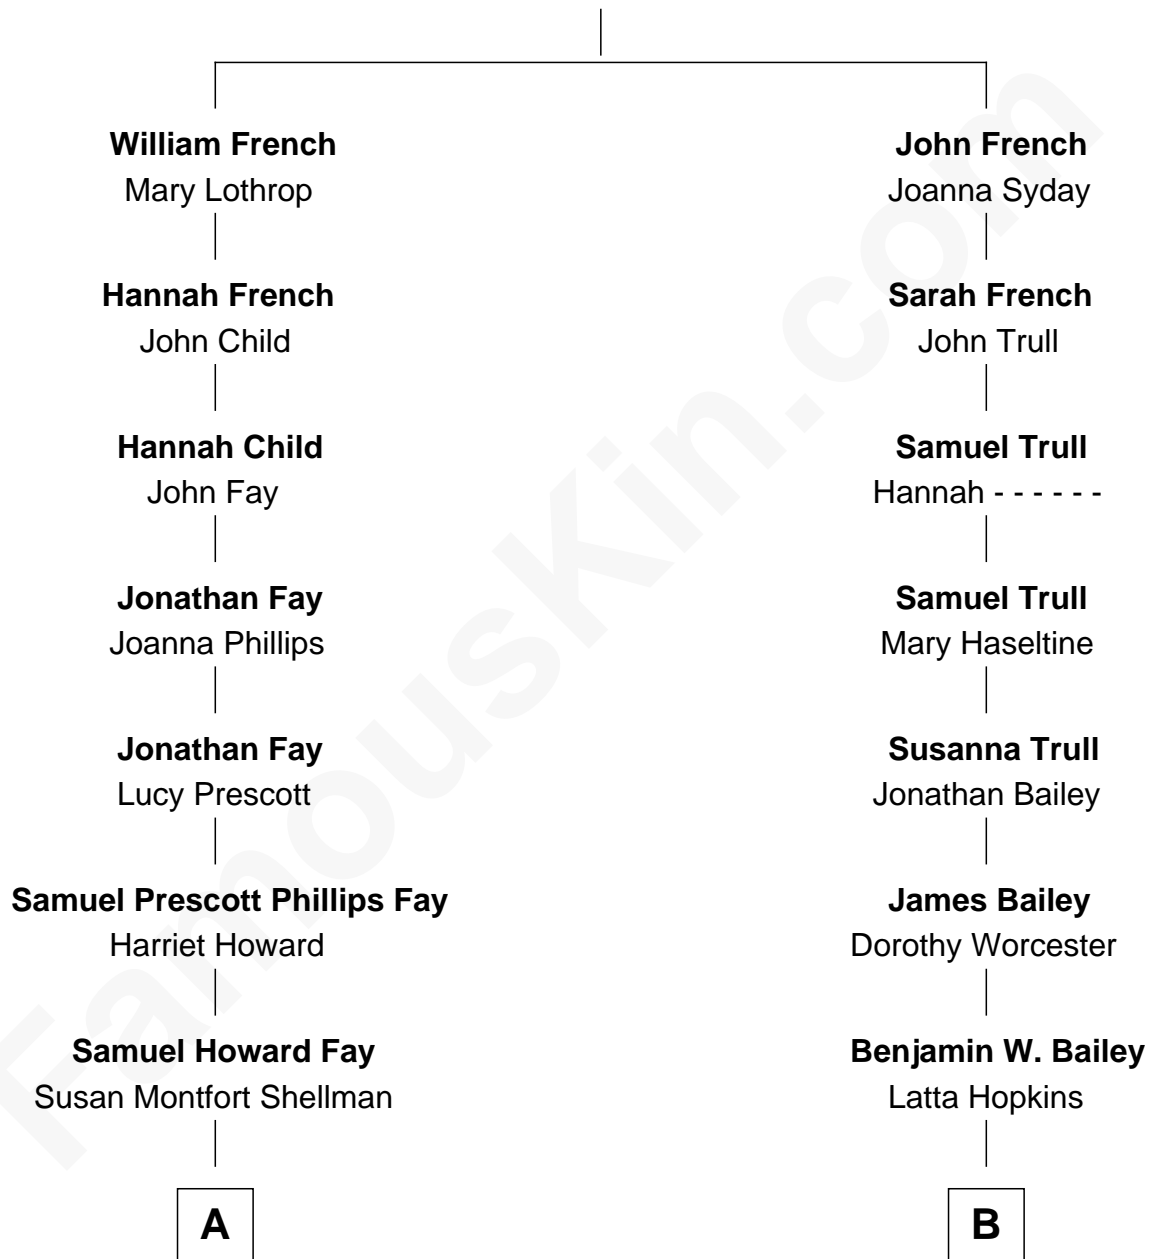 William French
Mary Lothrop
Hannah French
John Child
Hannah Child
John Fay
Jonathan Fay
Joanna Phillips
Jonathan Fay
Lucy Prescott
Samuel Prescott Phillips Fay
Harriet Howard
Samuel Howard Fay
Susan Montfort Shellman
A
John French
Joanna Syday
Sarah French
John Trull
Samuel Trull
Hannah - - - - - -
Samuel Trull
Mary Haseltine
Susanna Trull
Jonathan Bailey
James Bailey
Dorothy Worcester
Benjamin W. Bailey
Latta Hopkins
B
FamousKin.com